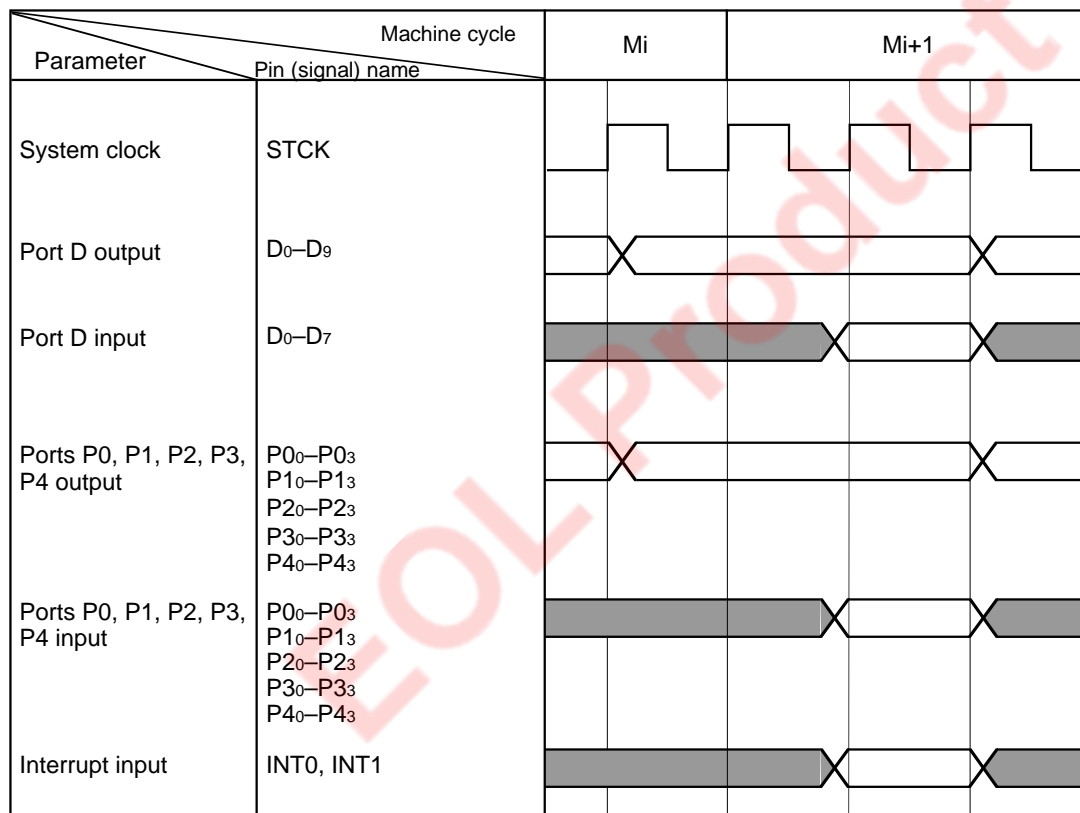 Machine cycle
Parameter
Pin (signal) name
Mi
Mi+1
System clock
STCK
Port D output
D0–D9
Port D input
D0–D7
Ports P0, P1, P2, P3,
P4 output
P00–P03
P10–P13
P20–P23
P30–P33
P40–P43
Ports P0, P1, P2, P3,
P4 input
P00–P03
P10–P13
P20–P23
P30–P33
P40–P43
Interrupt input
INT0, INT1
EOL Product